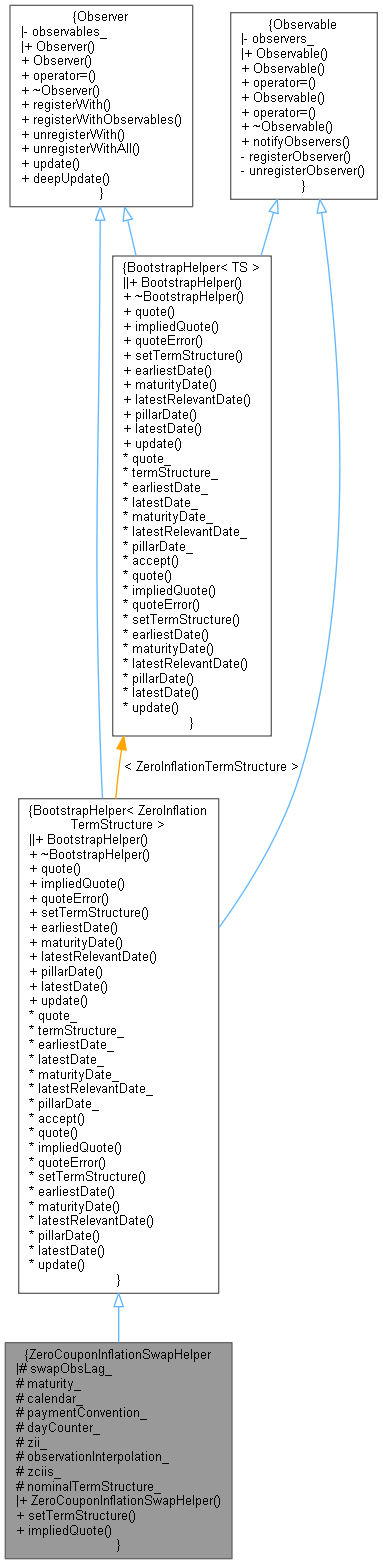 {Observer
|- observables_
|+ Observer()
+ Observer()
+ operator=()
+ ~Observer()
+ registerWith()
+ registerWithObservables()
+ unregisterWith()
+ unregisterWithAll()
+ update()
+ deepUpdate()
}
{Observable
|- observers_
|+ Observable()
+ Observable()
+ operator=()
+ Observable()
+ operator=()
+ ~Observable()
+ notifyObservers()
- registerObserver()
- unregisterObserver()
}
{BootstrapHelper< TS >
||+ BootstrapHelper()
+ ~BootstrapHelper()
+ quote()
+ impliedQuote()
+ quoteError()
+ setTermStructure()
+ earliestDate()
+ maturityDate()
+ latestRelevantDate()
+ pillarDate()
+ latestDate()
+ update()
* quote_
* termStructure_
* earliestDate_
* latestDate_
* maturityDate_
* latestRelevantDate_
* pillarDate_
* accept()
* quote()
* impliedQuote()
* quoteError()
* setTermStructure()
* earliestDate()
* maturityDate()
* latestRelevantDate()
* pillarDate()
* latestDate()
* update()
}
< ZeroInflationTermStructure >
{BootstrapHelper< ZeroInflation
TermStructure >
||+ BootstrapHelper()
+ ~BootstrapHelper()
+ quote()
+ impliedQuote()
+ quoteError()
+ setTermStructure()
+ earliestDate()
+ maturityDate()
+ latestRelevantDate()
+ pillarDate()
+ latestDate()
+ update()
* quote_
* termStructure_
* earliestDate_
* latestDate_
* maturityDate_
* latestRelevantDate_
* pillarDate_
* accept()
* quote()
* impliedQuote()
* quoteError()
* setTermStructure()
* earliestDate()
* maturityDate()
* latestRelevantDate()
* pillarDate()
* latestDate()
* update()
}
{ZeroCouponInflationSwapHelper
|# swapObsLag_
# maturity_
# calendar_
# paymentConvention_
# dayCounter_
# zii_
# observationInterpolation_
# zciis_
# nominalTermStructure_
|+ ZeroCouponInflationSwapHelper()
+ setTermStructure()
+ impliedQuote()
}